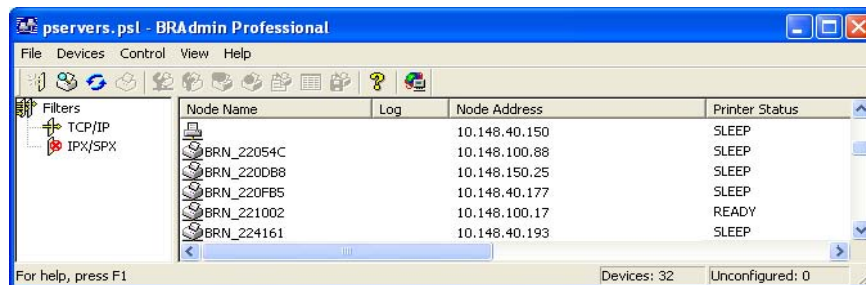 pservers.psl - BRAdmin Professional
File Devices Control View Help
Filters
TCP/IP
IPX/SPX
Node Name Log Node Address Printer Status
10.148.40.150 SLEEP
BRN_22054C 10.148.100.88 SLEEP
BRN_220DB8 10.148.150.25 SLEEP
BRN_220FB5 10.148.40.177 SLEEP
BRN_221002 10.148.100.17 READY
BRN_224161 10.148.40.193 SLEEP
For help, press F1 Devices: 32 Unconfigured: 0